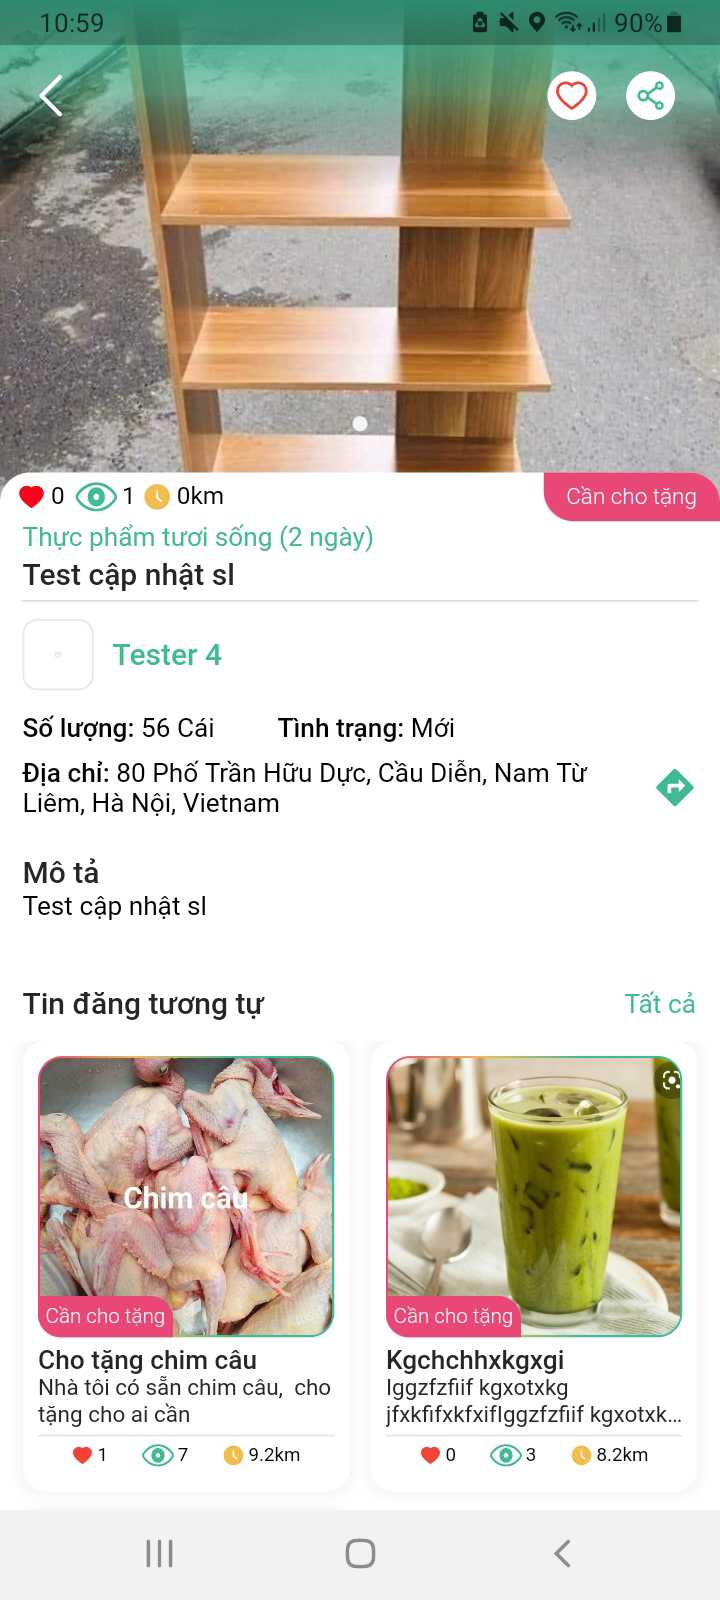 10:59
90%
0 1 0km
Cần cho tặng
Thực phẩm tươi sống (2 ngày)
Test cập nhật sl
Tester 4
Số lượng: 56 Cái Tình trạng: Mới
Địa chỉ: 80 Phố Trần Hữu Dực, Cầu Diễn, Nam Từ
Liêm, Hà Nội, Vietnam
Mô tả
Test cập nhật sl
Tin đăng tương tự
Tất cả
Chim câu
Cần cho tặng
Cho tặng chim câu
Nhà tôi có sẵn chim câu, cho
tặng cho ai cần
1 7 9.2km
Cần cho tặng
Kgchchhxkgxgi
Iggzfzfiif kgxotxkg
jfxkfifxkfxifIggzfzfiif kgxotxk...
0 3 8.2km